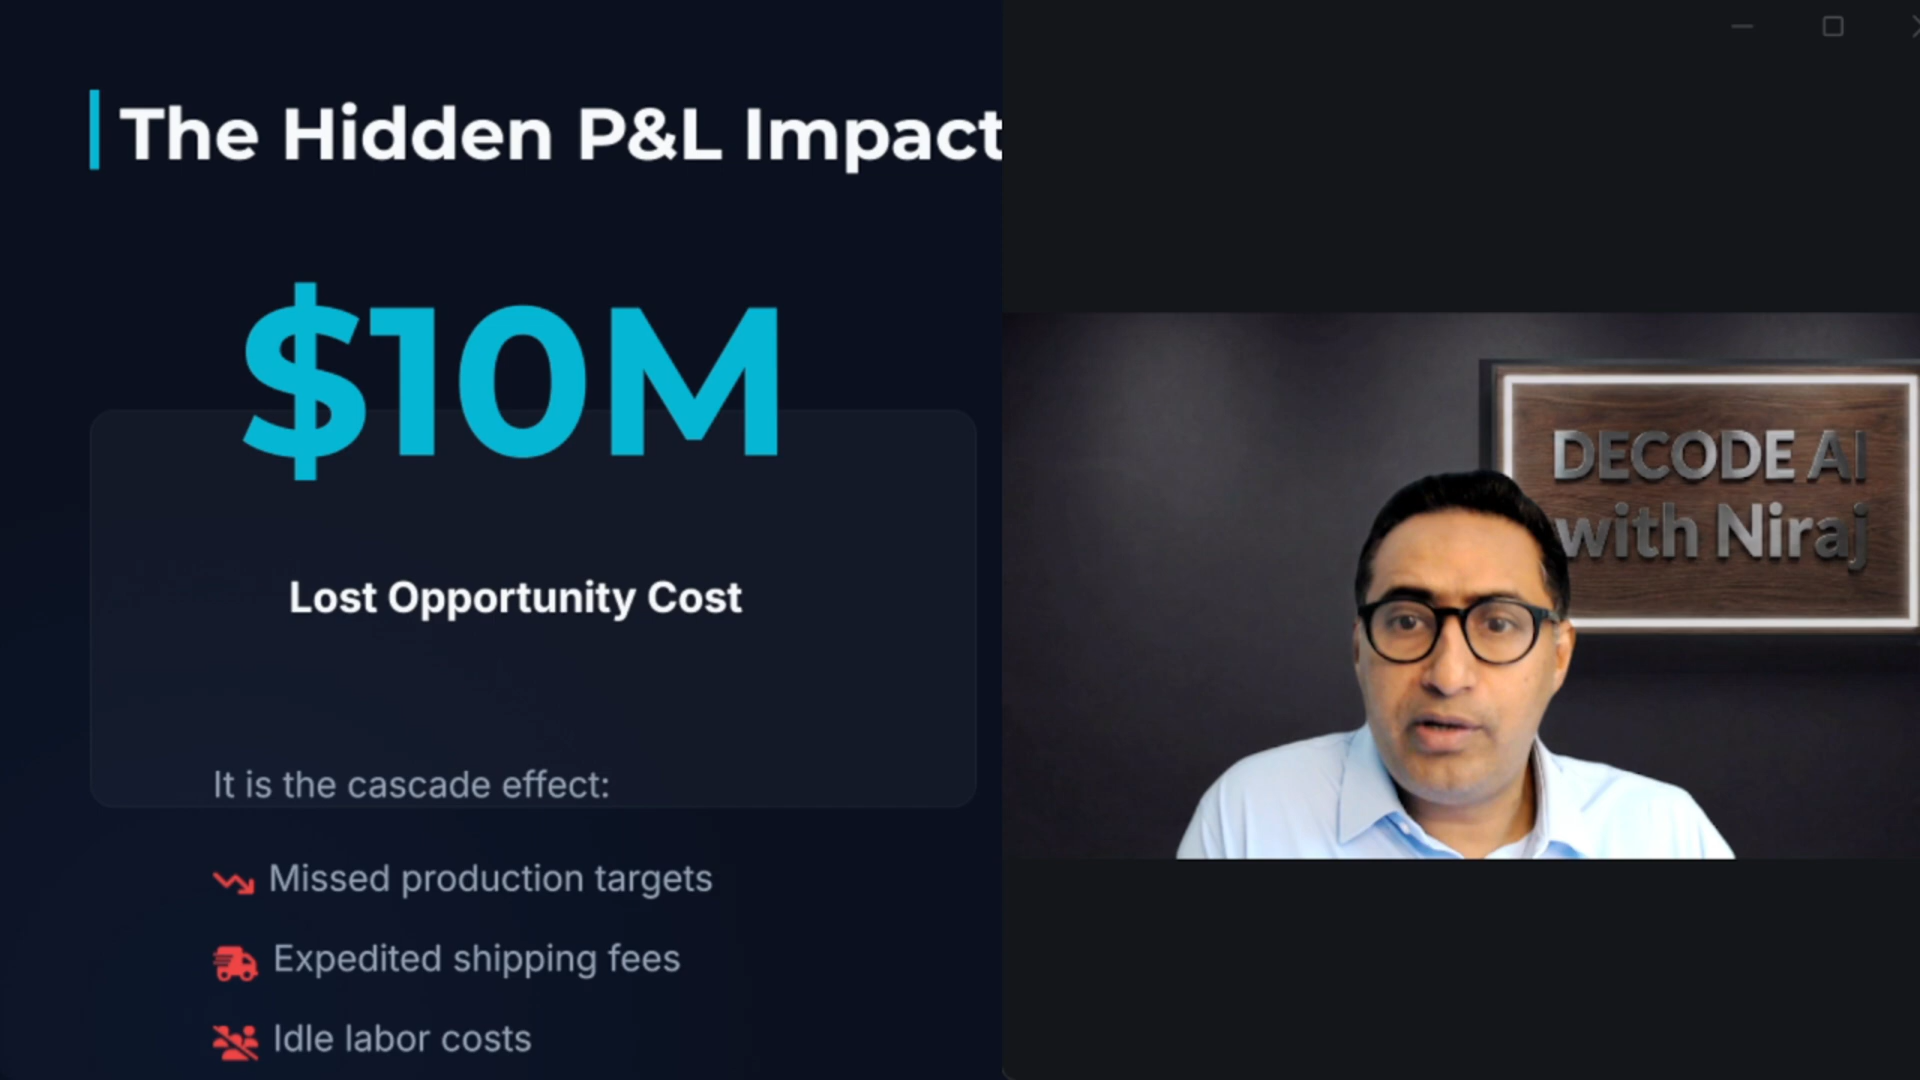 The Hidden P&L Impact
$10M
Lost Opportunity Cost
It is the cascade effect:
Missed production targets
Expedited shipping fees
Idle labor costs
DECODE AI
with Niraj